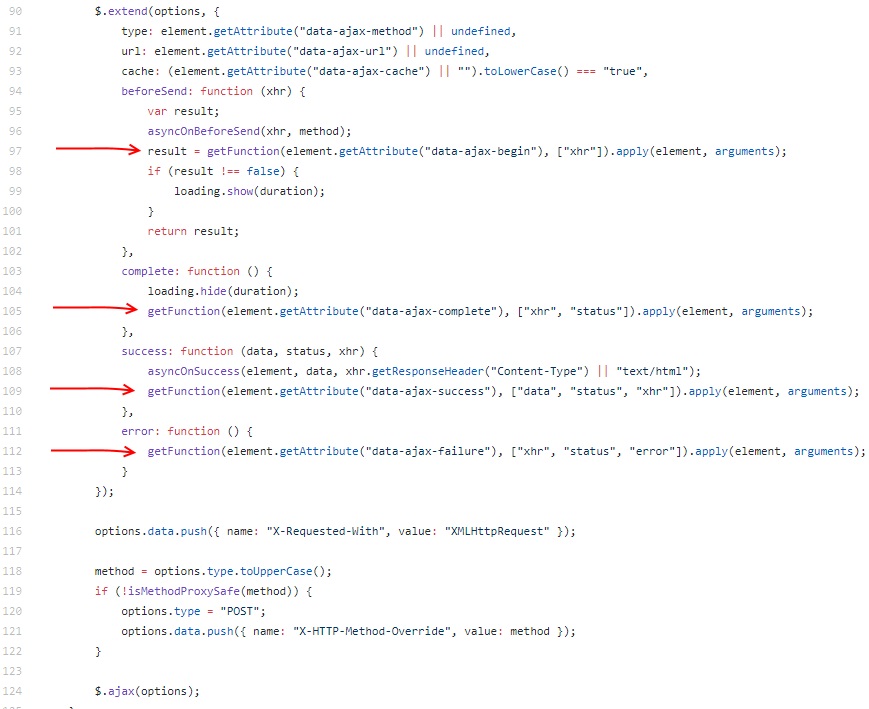 90 $.extend(options, {
91 type: element.getAttribute("data-ajax-method") || undefined,
92 url: element.getAttribute("data-ajax-url") || undefined,
93 cache: (element.getAttribute("data-ajax-cache") || "").toLowerCase() === "true",
94 beforeSend: function (xhr) {
95 var result;
96 asyncOnBeforeSend(xhr, method);
97 result = getFunction(element.getAttribute("data-ajax-begin"), ["xhr"]).apply(element, arguments);
98 if (result !== false) {
99 loading.show(duration);
100 }
101 return result;
102 },
103 complete: function () {
104 loading.hide(duration);
105 getFunction(element.getAttribute("data-ajax-complete"), ["xhr", "status"]).apply(element, arguments);
106 },
107 success: function (data, status, xhr) {
108 asyncOnSuccess(element, data, xhr.getResponseHeader("Content-Type") || "text/html");
109 getFunction(element.getAttribute("data-ajax-success"), ["data", "status", "xhr"]).apply(element, arguments);
110 },
111 error: function () {
112 getFunction(element.getAttribute("data-ajax-failure"), ["xhr", "status", "error"]).apply(element, arguments);
113 }
114 });
115
116 options.data.push({ name: "X-Requested-With", value: "XMLHttpRequest" });
117
118 method = options.type.toUpperCase();
119 if (!isMethodProxySafe(method)) {
120 options.type = "POST";
121 options.data.push({ name: "X-HTTP-Method-Override", value: method });
122 }
123
124 $.ajax(options);